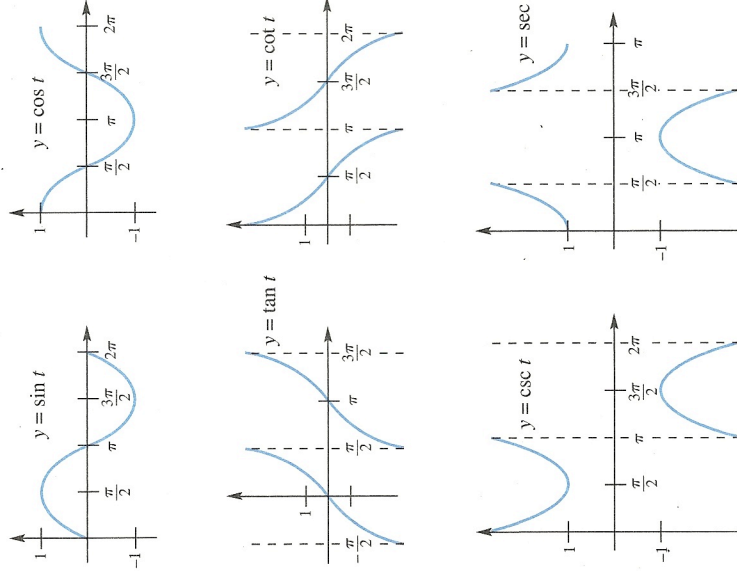 y = sin t
1
π/2 π 3π/2 2π
−1
y = cos t
1
π/2 π 3π/2 2π
−1
y = tan t
1
−π/2 π/2 π 3π/2
y = cot t
1
π/2 π 3π/2 2π
y = csc t
1
π/2 π 3π/2 2π
−1
y = sec
1
π/2 π 3π/2 π
−1